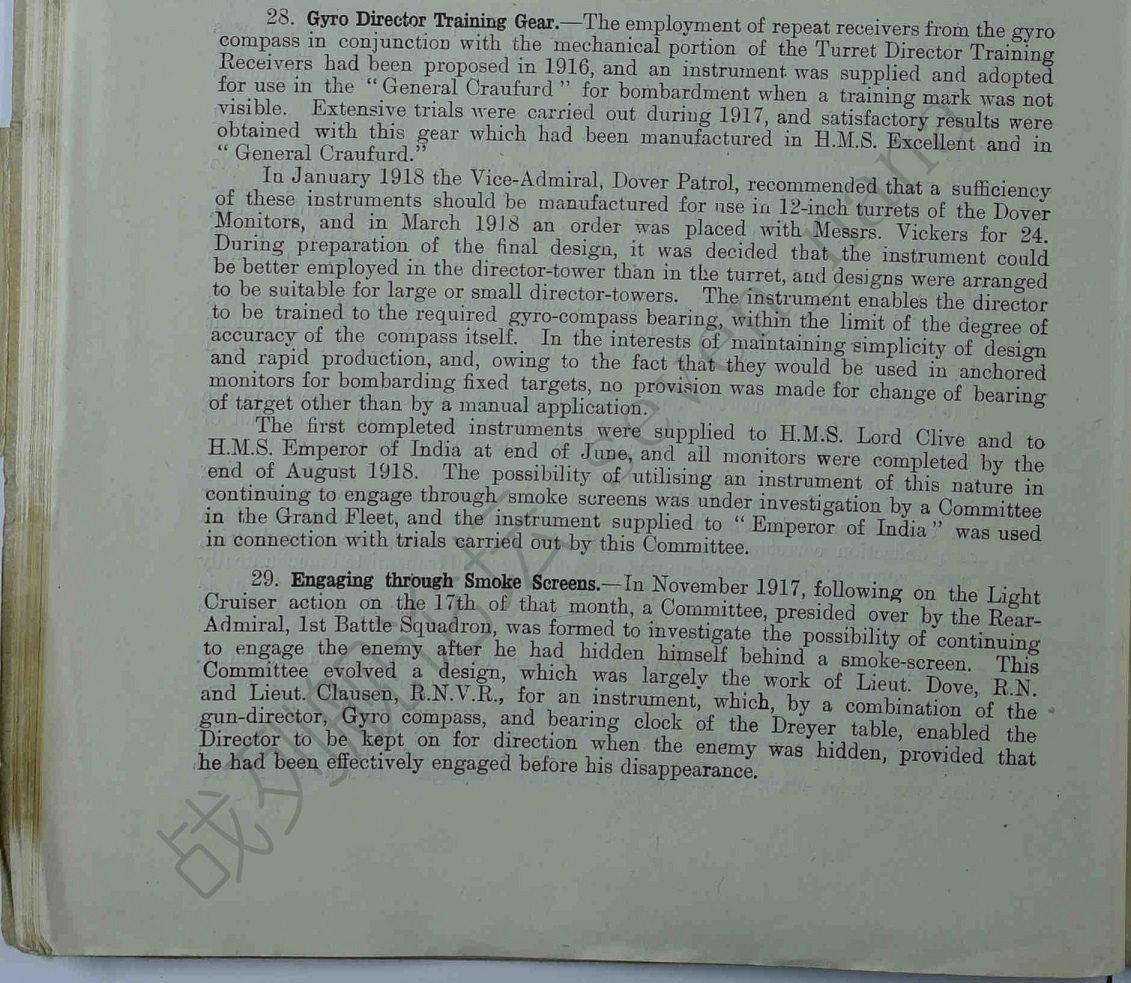 28. Gyro Director Training Gear.—The employment of repeat receivers from the gyro
compass in conjunction with the mechanical portion of the Turret Director Training
Receivers had been proposed in 1916, and an instrument was supplied and adopted
for use in the “ General Craufurd ” for bombardment when a training mark was not
visible. Extensive trials were carried out during 1917, and satisfactory results were
obtained with this gear which had been manufactured in H.M.S. Excellent and in
“ General Craufurd.”
In January 1918 the Vice-Admiral, Dover Patrol, recommended that a sufficiency
of these instruments should be manufactured for use in 12-inch turrets of the Dover
Monitors, and in March 1918 an order was placed with Messrs. Vickers for 24.
During preparation of the final design, it was decided that the instrument could
be better employed in the director-tower than in the turret, and designs were arranged
to be suitable for large or small director-towers. The instrument enables the director
to be trained to the required gyro-compass bearing, within the limit of the degree of
accuracy of the compass itself. In the interests of maintaining simplicity of design
and rapid production, and, owing to the fact that they would be used in anchored
monitors for bombarding fixed targets, no provision was made for change of bearing
of target other than by a manual application.
The first completed instruments were supplied to H.M.S. Lord Clive and to
H.M.S. Emperor of India at end of June, and all monitors were completed by the
end of August 1918. The possibility of utilising an instrument of this nature in
continuing to engage through smoke screens was under investigation by a Committee
in the Grand Fleet, and the instrument supplied to “ Emperor of India ” was used
in connection with trials carried out by this Committee.
29. Engaging through Smoke Screens.—In November 1917, following on the Light
Cruiser action on the 17th of that month, a Committee, presided over by the Rear-
Admiral, 1st Battle Squadron, was formed to investigate the possibility of continuing
to engage the enemy after he had hidden himself behind a smoke-screen. This
Committee evolved a design, which was largely the work of Lieut. Dove, R.N.
and Lieut. Clausen, R.N.V.R., for an instrument, which, by a combination of the
gun-director, Gyro compass, and bearing clock of the Dreyer table, enabled the
Director to be kept on for direction when the enemy was hidden, provided that
he had been effectively engaged before his disappearance.